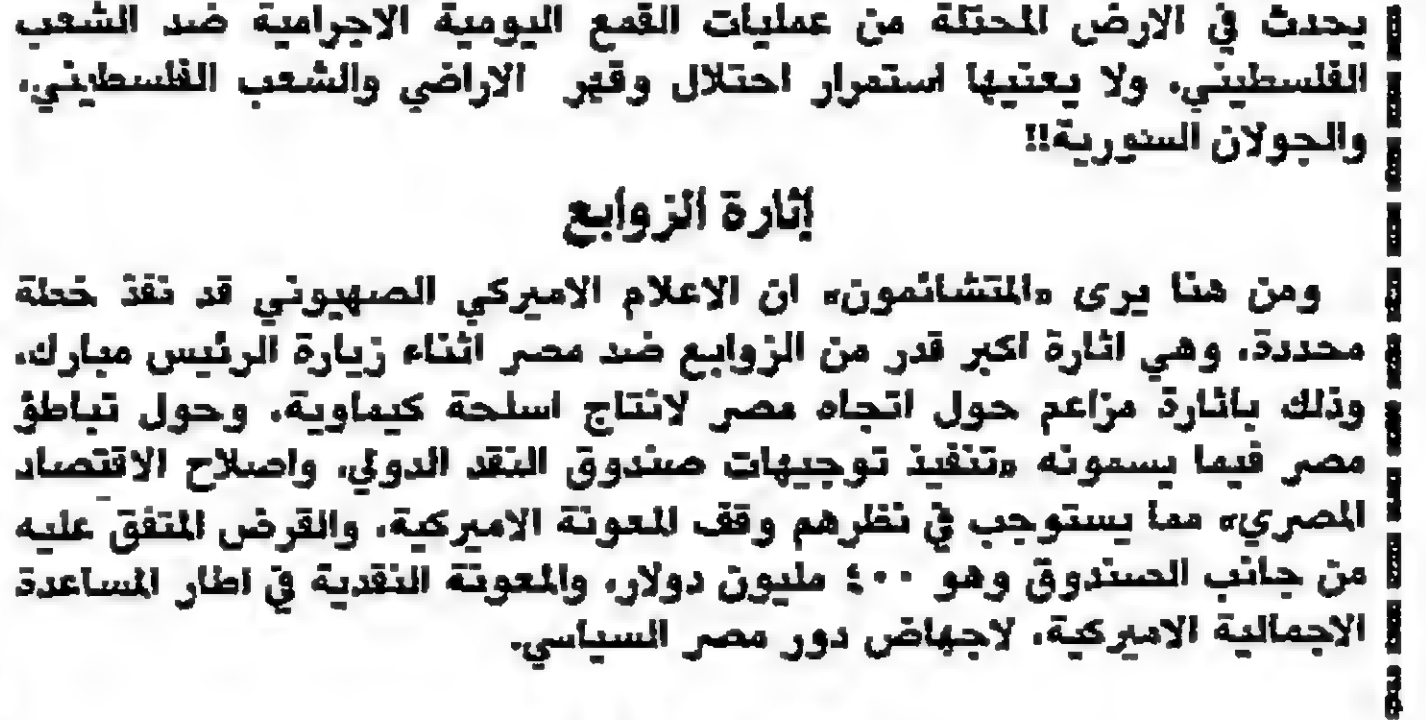 يحدث في الارض المحتلة من عمليات القمع اليومية الاجرامية ضد الشعب
الفلسطيني. ولا يعنيها استمرار احتلال وقهر الاراضي والشعب الفلسطيني.
والجولان السورية!!
إثارة الزوابع
ومن هنا يرى «المتشائمون» ان الاعلام الاميركي الصهيوني قد نفذ خطة
محددة، وهي اثارة اكبر قدر من الزوابع ضد مصر اثناء زيارة الرئيس مبارك،
وذلك باثارة مزاعم حول اتجاه مصر لانتاج اسلحة كيماوية، وحول تباطؤ
مصر فيما يسمونه «تنفيذ توجيهات صندوق النقد الدولي، واصلاح الاقتصاد
المصري» مما يستوجب في نظرهم وقف المعونة الاميركية، والقرض المتفق عليه
من جانب الصندوق وهو ٤٠٠ مليون دولار، والمعونة النقدية في اطار المساعدة
الاجمالية الاميركية، لاجهاض دور مصر السياسي.